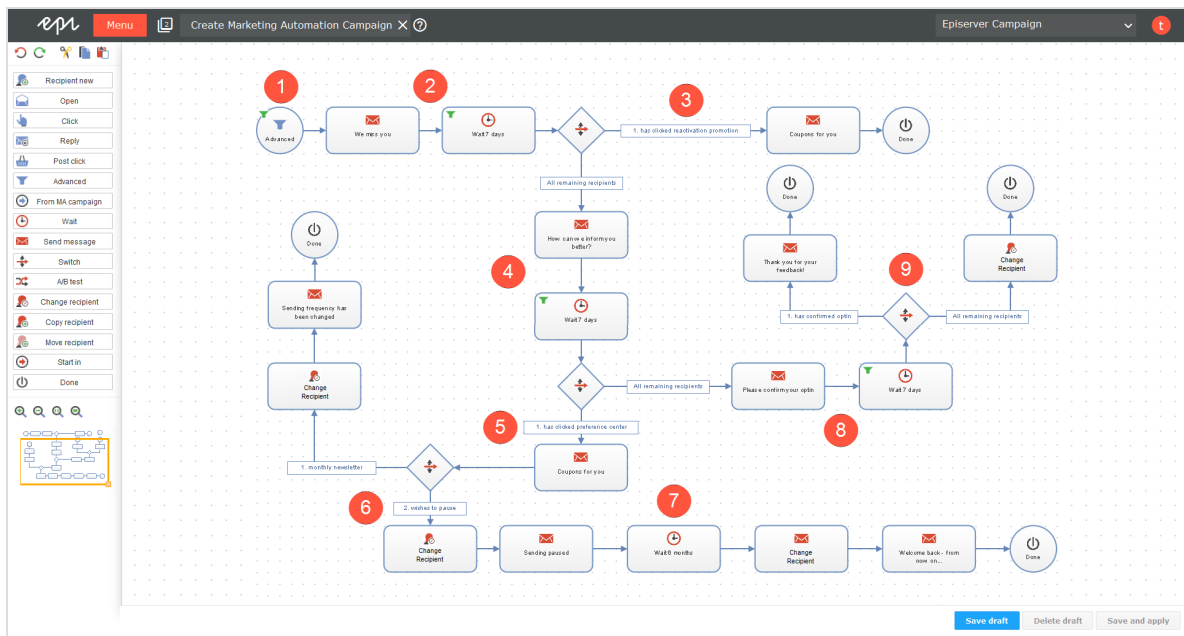 epi
Menu
2
Create Marketing Automation Campaign
Episerver Campaign
t
Recipient new
Open
Click
Reply
Post click
Advanced
From MA campaign
Wait
Send message
Switch
A/B test
Change recipient
Copy recipient
Move recipient
Start in
Done
1
2
3
Advanced
We miss you
Wait 7 days
1. has clicked reactivation promotion
Coupons for you
Done
All remaining recipients
Done
Done
Done
How can we inform you
better?
Thank you for your
feedback!
Change
Recipient
4
9
Sending frequency has
been changed
Wait 7 days
1. has confirmed optin
All remaining recipients
Change
Recipient
All remaining recipients
Please confirm your optin
Wait 7 days
5
1. has clicked preference center
8
1. monthly newsletter
Coupons for you
6
2. wishes to pause
7
Change
Recipient
Sending paused
Wait 6 months
Change
Recipient
Welcome back - from
now on...
Done
Save draft
Delete draft
Save and apply